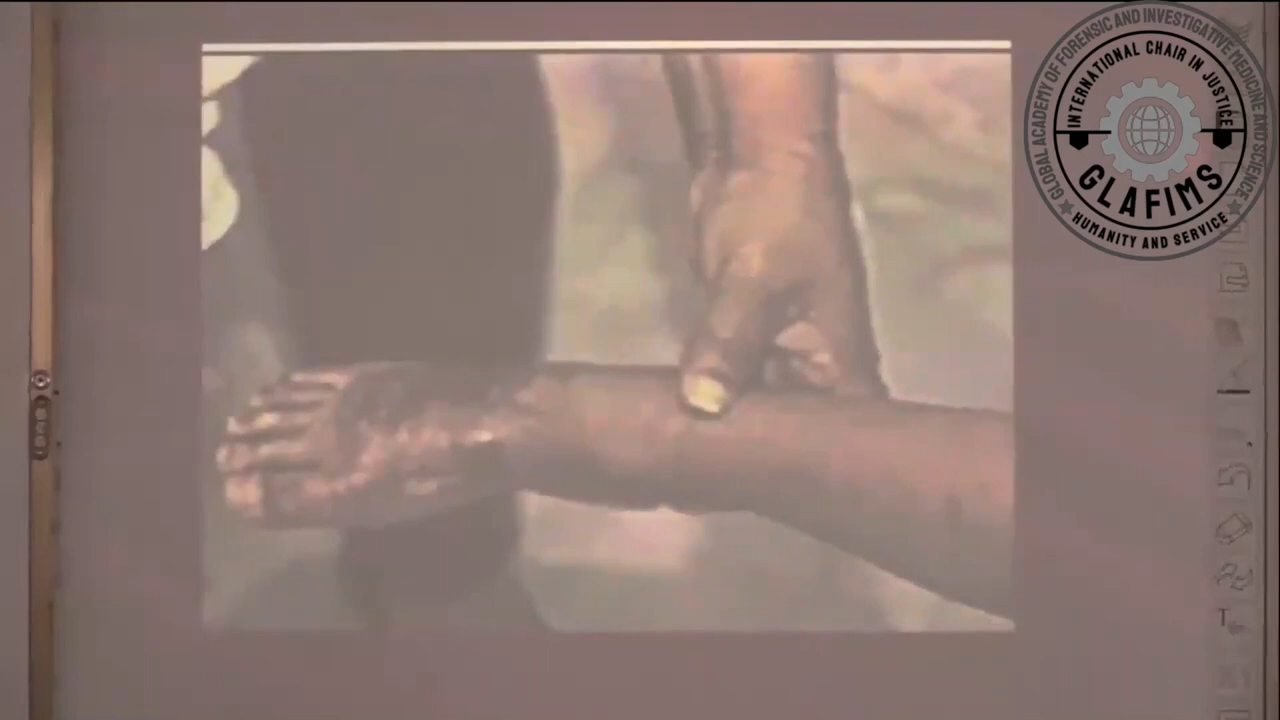 GLOBAL ACADEMY OF FORENSIC AND INVESTIGATIVE MEDICINE AND SCIENCE
INTERNATIONAL CHAIR IN JUSTICE
GLAFIMS
HUMANITY AND SERVICE
T